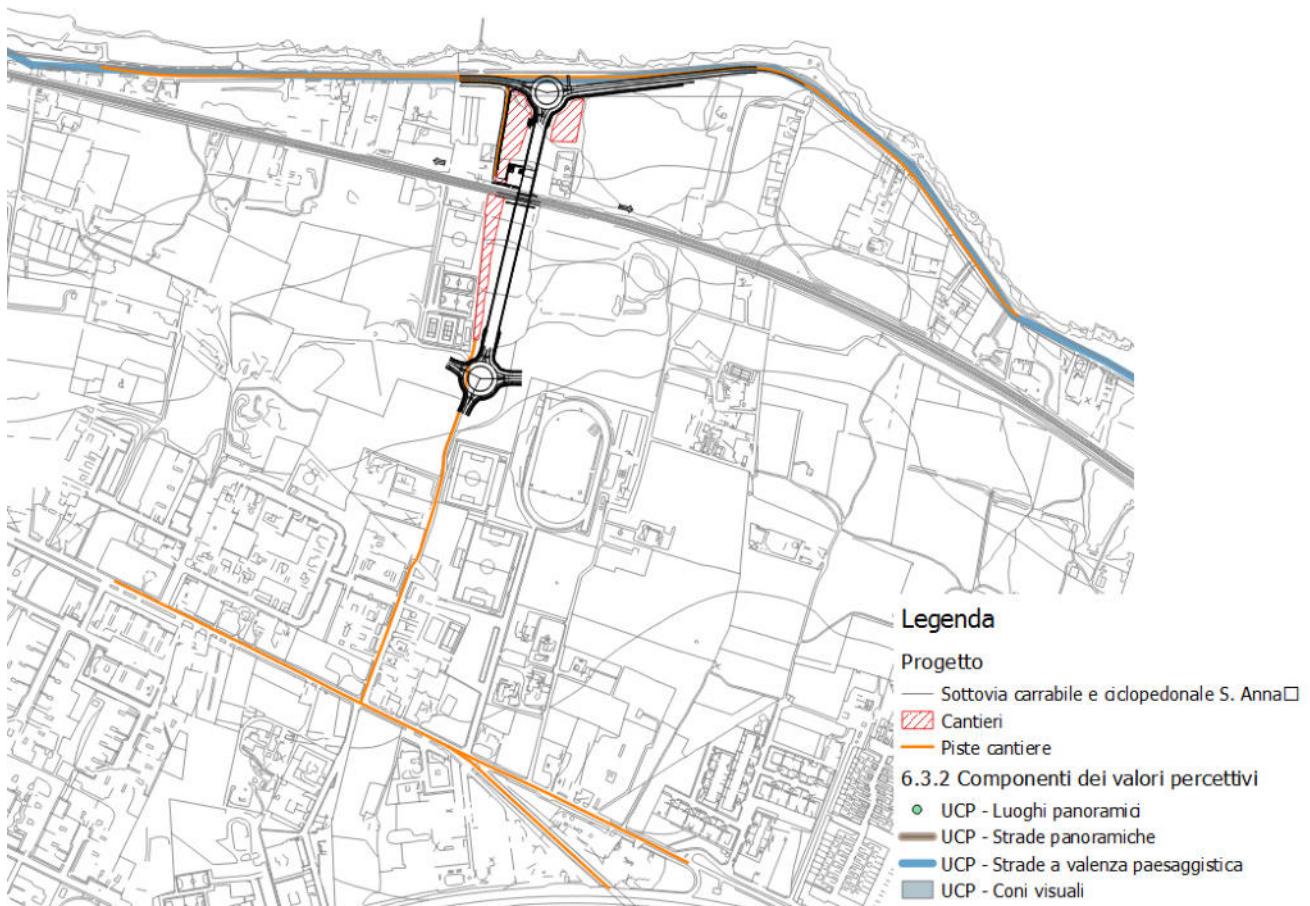 Legenda
Progetto
Sottovia carrabile e ciclopedonale S. Anna□
Cantieri
Piste cantiere
6.3.2 Componenti dei valori percettivi
UCP - Luoghi panoramici
UCP - Strade panoramiche
UCP - Strade a valenza paesaggistica
UCP - Coni visuali